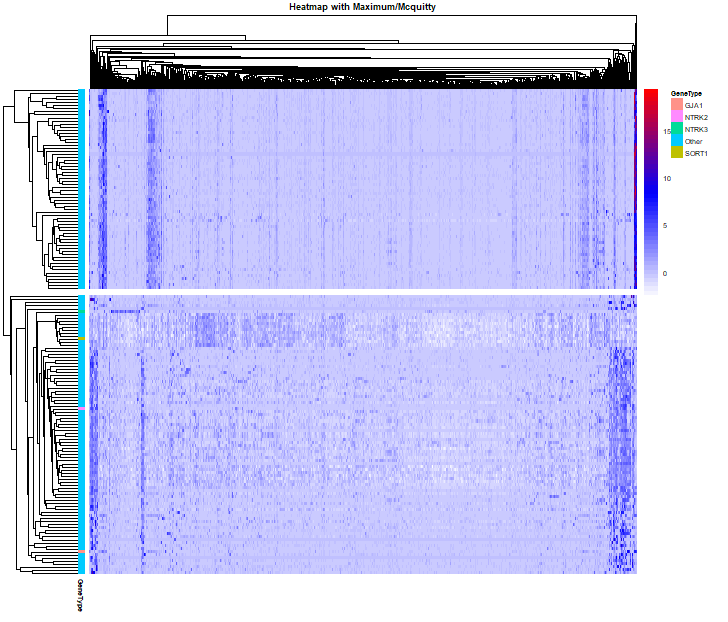 Heatmap with Maximum/Mcquitty
GeneType
GJA1
NTRK2
NTRK3
Other
SORT1
15
10
5
0
GeneType